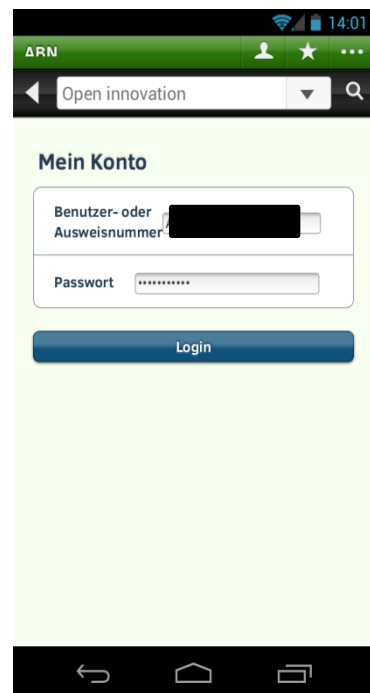 14:01
ARN
Open innovation
Mein Konto
Benutzer- oder
Ausweisnummer
Passwort ···········
Login